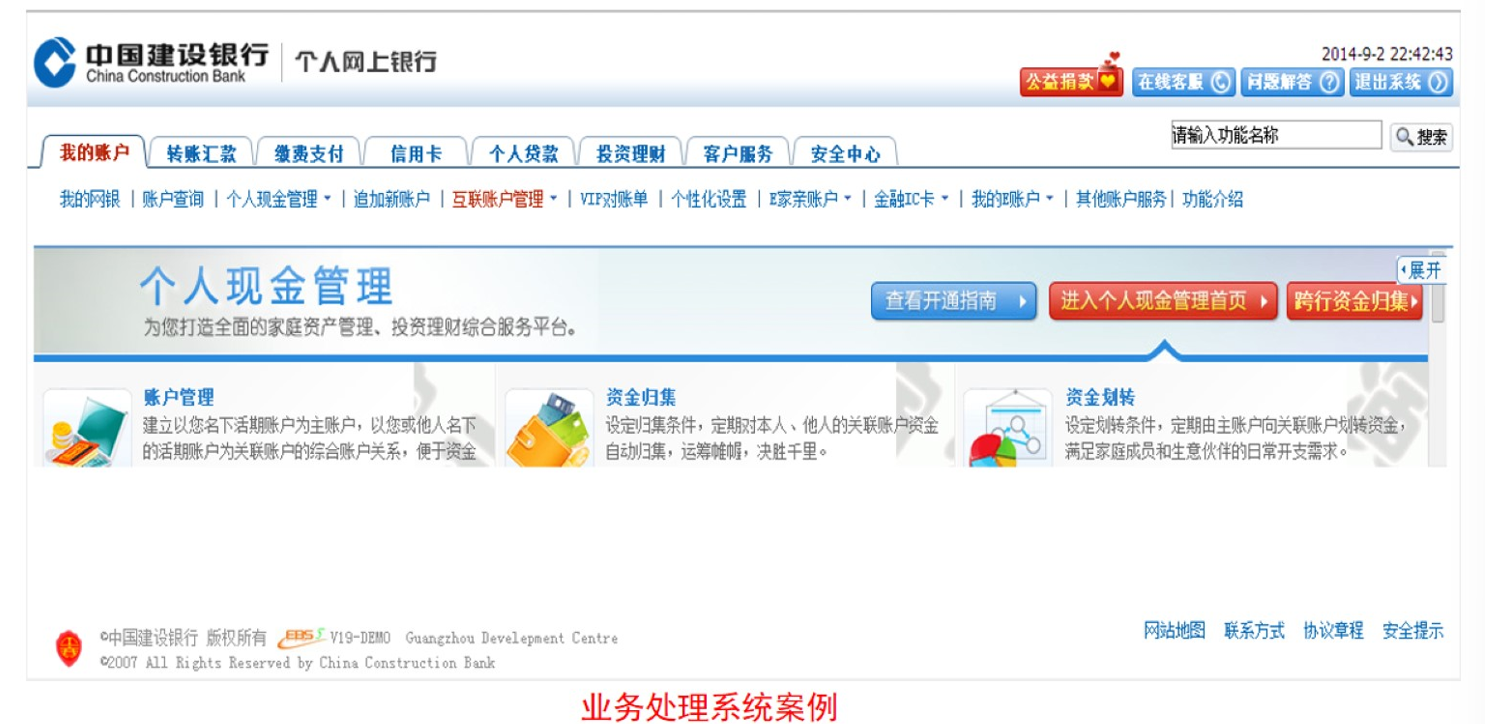 中国建设银行 个人网上银行
China Construction Bank
2014-9-2 22:42:43
公益捐款 在线客服 问题解答 退出系统
请输入功能名称 搜索
我的账户 转账汇款 缴费支付 信用卡 个人贷款 投资理财 客户服务 安全中心
我的网银 | 账户查询 | 个人现金管理 | 追加新账户 | 互联账户管理 | VIP对账单 | 个性化设置 | E家亲账户 | 金融IC卡 | 我的E账户 | 其他账户服务 | 功能介绍
展开
个人现金管理
为您打造全面的家庭资产管理、投资理财综合服务平台。
查看开通指南 进入个人现金管理首页 跨行资金归集
账户管理
建立以您名下活期账户为主账户，以您或他人名下
的活期账户为关联账户的综合账户关系，便于资金
资金归集
设定归集条件，定期对本人、他人的关联账户资金
自动归集，运筹帷幄，决胜千里。
资金划转
设定划转条件，定期由主账户向关联账户划转资金，
满足家庭成员和生意伙伴的日常开支需求。
©中国建设银行 版权所有 EBS V19-DEMO Guangzhou Develepment Centre
©2007 All Rights Reserved by China Construction Bank
网站地图 联系方式 协议章程 安全提示
业务处理系统案例